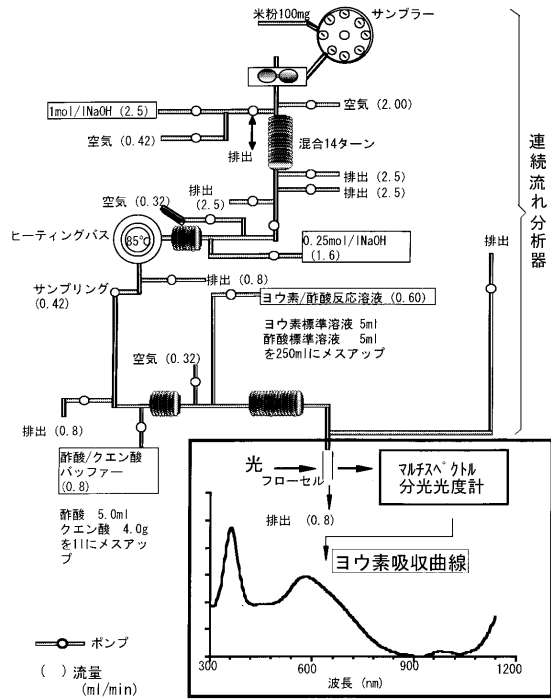 米粉100mg
サンプラー
1mol/lNaOH (2.5)
空気 (2.00)
空気 (0.42)
混合14ターン
排出
排出 (2.5)
排出 (2.5)
空気 (0.32)
排出
(2.5)
ヒーティングバス
85℃
0.25mol/lNaOH
(1.6)
排出
連続流れ分析器
サンプリング
(0.42)
排出 (0.8)
ヨウ素/酢酸反応溶液 (0.60)
ヨウ素標準溶液 5ml
酢酸標準溶液 5ml
を250mlにメスアップ
空気 (0.32)
排出
(0.8)
酢酸/クエン酸
バッファー
(0.8)
酢酸 5.0ml
クエン酸 4.0g
を1lにメスアッ
プ
光
フローセル
マルチスペクトル
分光光度計
排出 (0.8)
ヨウ素吸収曲線
300
600
900
1200
波長 (nm)
ポンプ
( ) 流量
(ml/min)